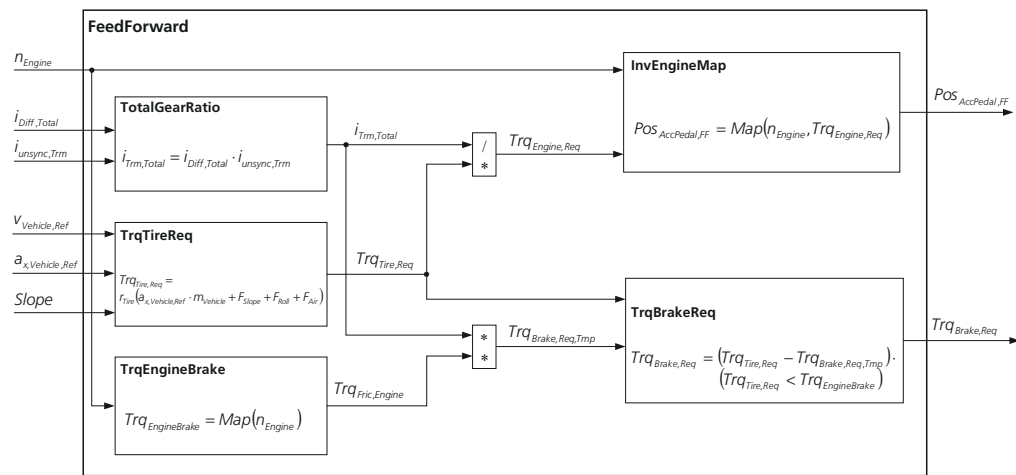 FeedForward
n_Engine
i_Diff,Total
i_unsync,Trm
TotalGearRatio
i_Trm,Total = i_Diff,Total · i_unsync,Trm
i_Trm,Total
/
*
Trq_Engine,Req
InvEngineMap
Pos_AccPedal,FF = Map(n_Engine, Trq_Engine,Req)
Pos_AccPedal,FF
v_Vehicle,Ref
a_x,Vehicle,Ref
Slope
TrqTireReq
Trq_Tire,Req =
r_Tire(a_x,Vehicle,Ref · m_Vehicle + F_Slope + F_Roll + F_Air)
Trq_Tire,Req
TrqEngineBrake
Trq_EngineBrake = Map(n_Engine)
Trq_Fric,Engine
*
*
Trq_Brake,Req,Tmp
TrqBrakeReq
Trq_Brake,Req = (Trq_Tire,Req − Trq_Brake,Req,Tmp) ·
(Trq_Tire,Req < Trq_EngineBrake)
Trq_Brake,Req